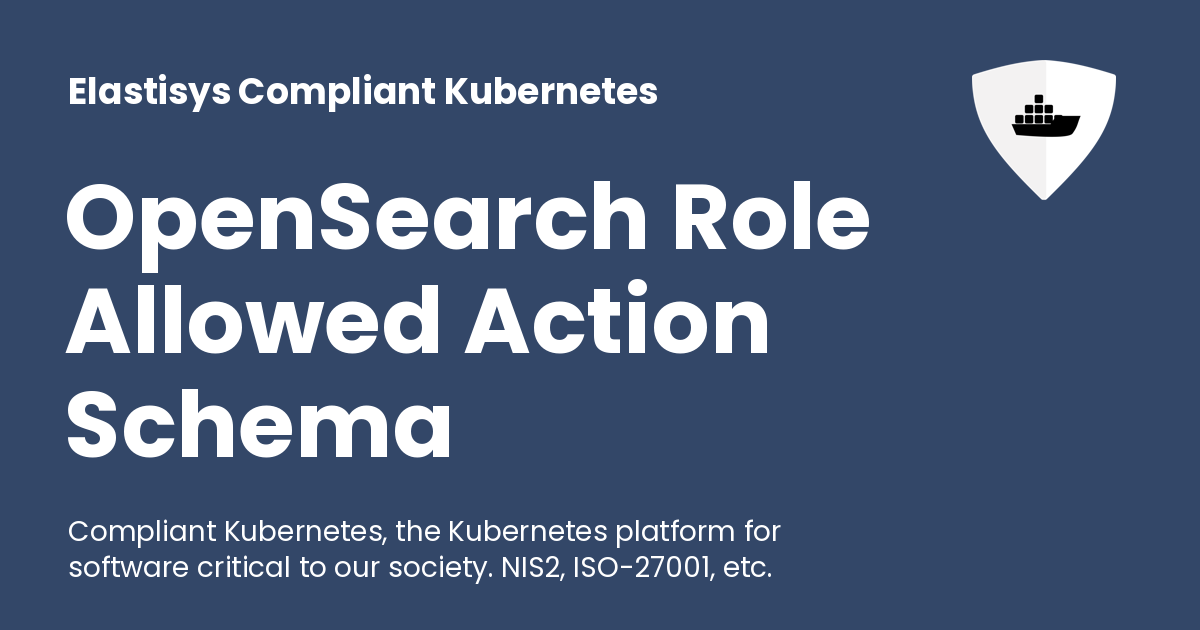 Elastisys Compliant Kubernetes
OpenSearch Role
Allowed Action
Schema
Compliant Kubernetes, the Kubernetes platform for
software critical to our society. NIS2, ISO-27001, etc.